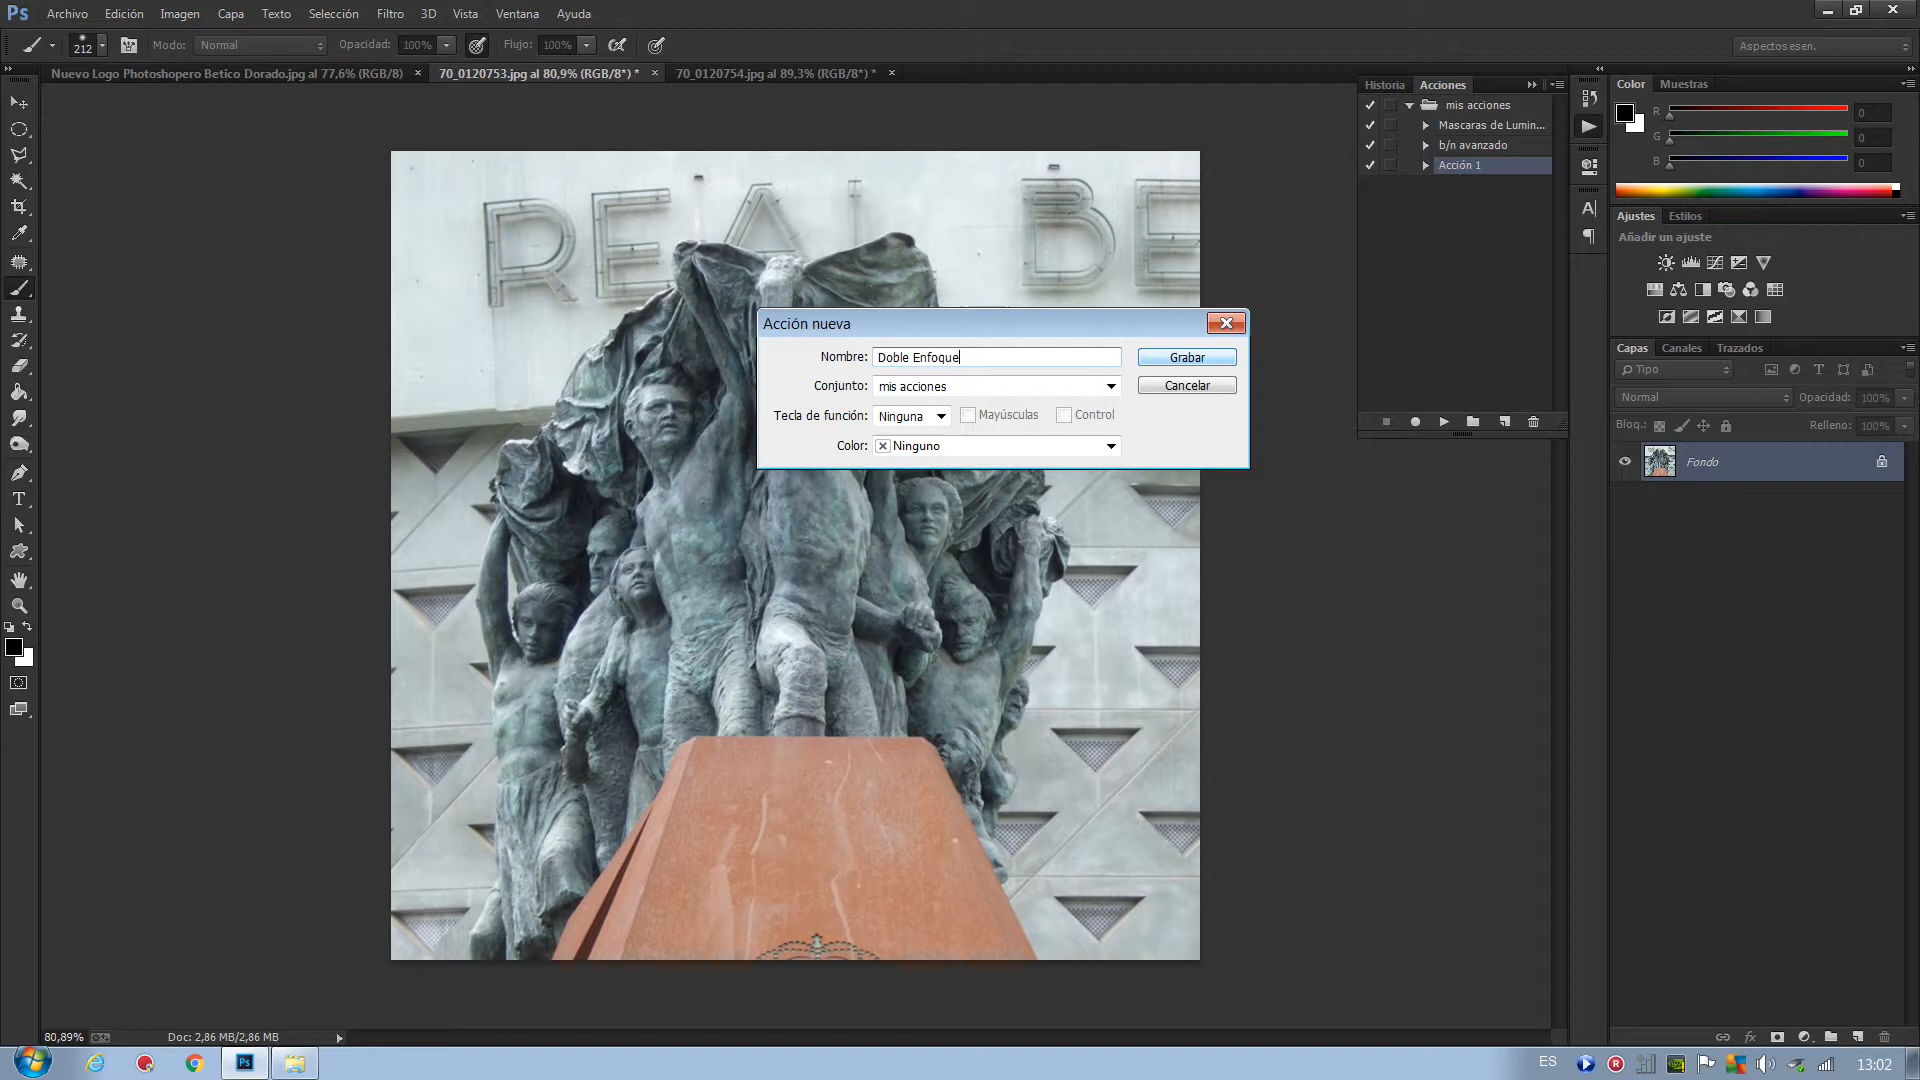 Ps Archivo Edición Imagen Capa Texto Selección Filtro 3D Vista Ventana Ayuda
212 Modo: Normal Opacidad: 100% Flujo: 100% Aspectos esen.
Nuevo Logo Photoshopero Betico Dorado.jpg al 77,6% (RGB/8) × 70_0120753.jpg al 80,9% (RGB/8*) * × 70_0120754.jpg al 89,3% (RGB/8*) * ×
Historia Acciones
mis acciones
Mascaras de Lumin...
b/n avanzado
Acción 1
Color Muestras
R 0
G 0
B 0
Ajustes Estilos
Añadir un ajuste
Capas Canales Trazados
Tipo
Normal Opacidad: 100%
Bloq.: Relleno: 100%
Fondo
REAL BE
Acción nueva
Nombre: Doble Enfoque Grabar
Conjunto: mis acciones Cancelar
Tecla de función: Ninguna Mayúsculas Control
Color: Ninguno
80,89% Doc: 2,86 MB/2,86 MB
Ps ES 13:02